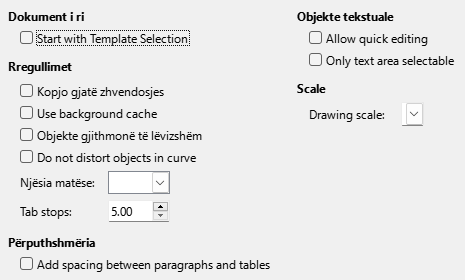 Dokument i ri
Start with Template Selection
Rregullimet
Kopjo gjatë zhvendosjes
Use background cache
Objekte gjithmonë të lëvizshëm
Do not distort objects in curve
Njësia matëse:
Tab stops: 5.00
Përputhshmëria
Add spacing between paragraphs and tables
Objekte tekstuale
Allow quick editing
Only text area selectable
Scale
Drawing scale: